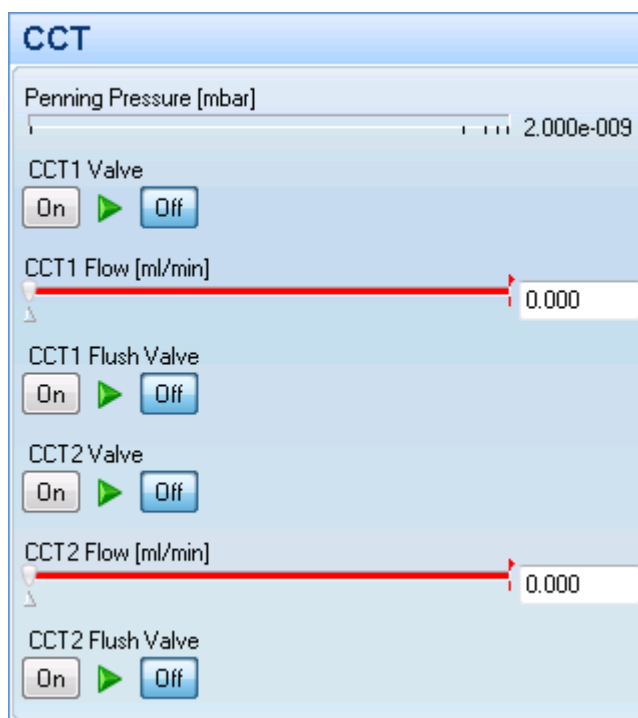 CCT
Penning Pressure [mbar]
2.000e-009
CCT1 Valve
On Off
CCT1 Flow [ml/min]
0.000
CCT1 Flush Valve
On Off
CCT2 Valve
On Off
CCT2 Flow [ml/min]
0.000
CCT2 Flush Valve
On Off